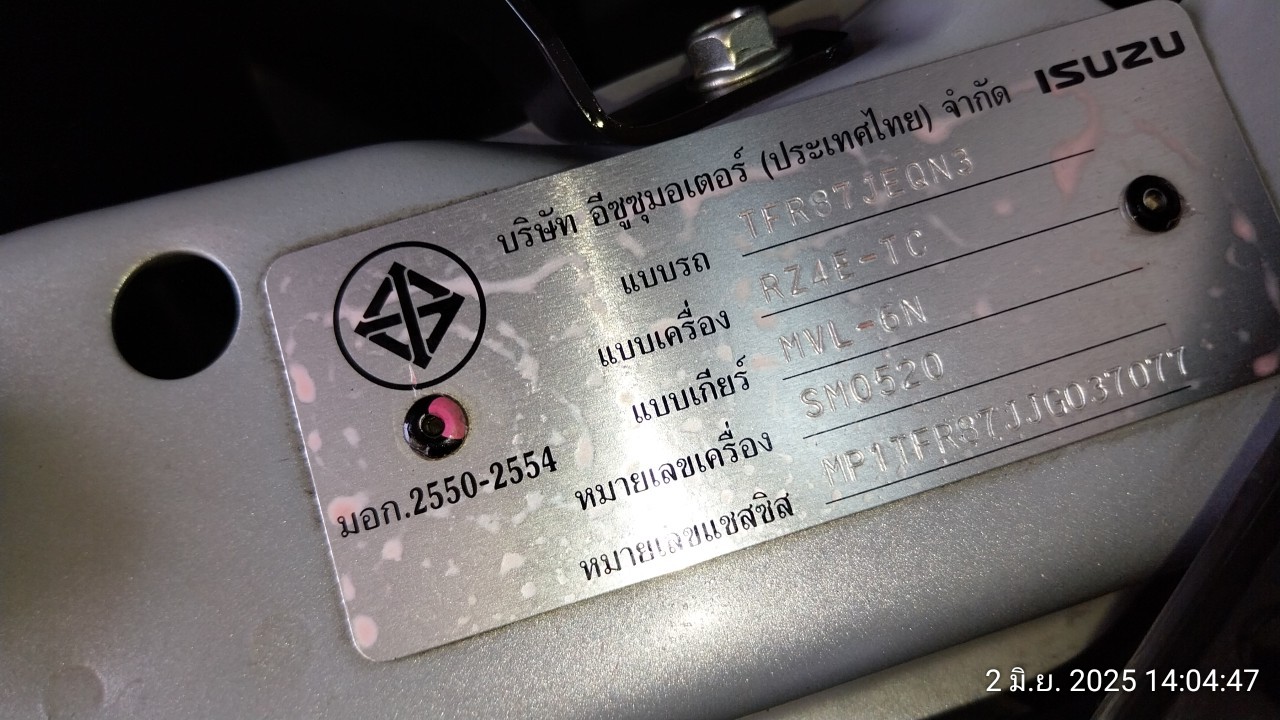 ISUZU
บริษัท อีซูซุมอเตอร์ (ประเทศไทย) จำกัด
แบบรถ TFR87JEQN3
แบบเครื่อง RZ4E-TC
แบบเกียร์ MVL-6N
หมายเลขเครื่อง SM0520
หมายเลขแชสซิส MP1TFR87JJG037077
มอก.2550-2554
2 มิ.ย. 2025 14:04:47